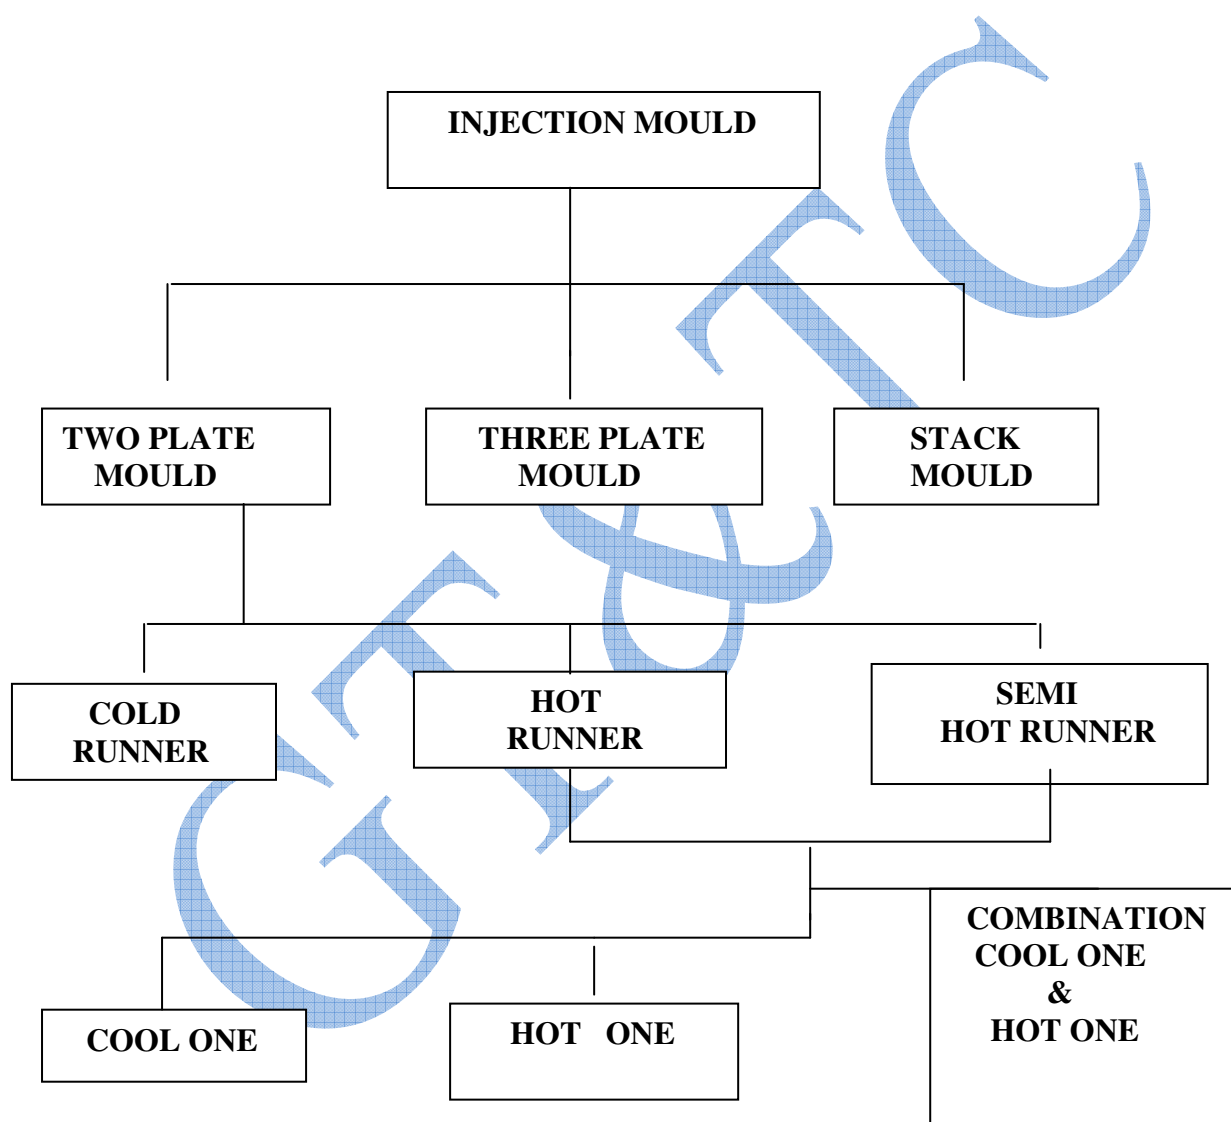 INJECTION MOULD
TWO PLATE
MOULD
THREE PLATE
MOULD
STACK
MOULD
COLD
RUNNER
HOT
RUNNER
SEMI
HOT RUNNER
COMBINATION
COOL ONE
&
HOT ONE
COOL ONE
HOT ONE
GT&TC